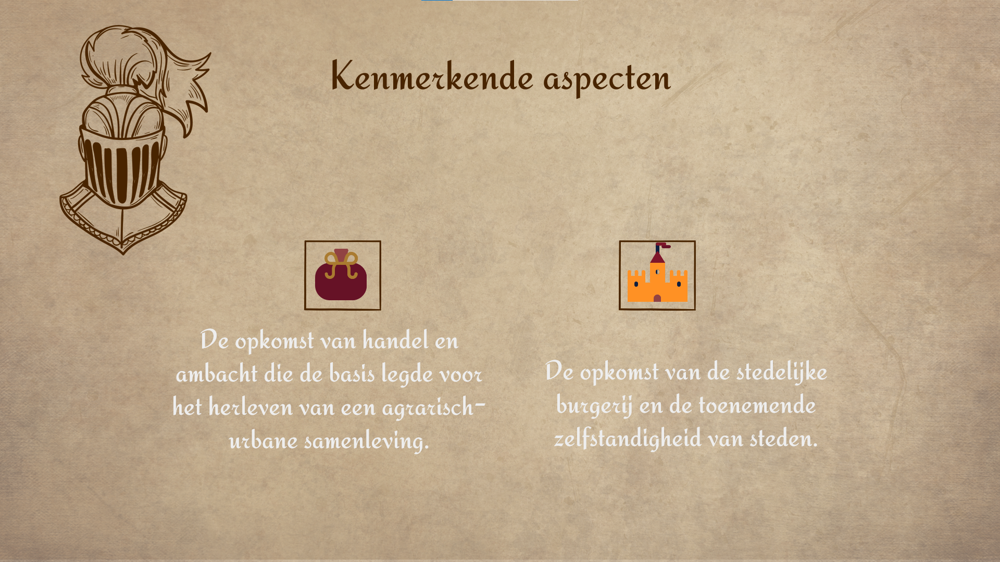 Kenmerkende aspecten
De opkomst van handel en
ambacht die de basis legde voor
het herleven van een agrarisch-
urbane samenleving.
De opkomst van de stedelijke
burgerij en de toenemende
zelfstandigheid van steden.